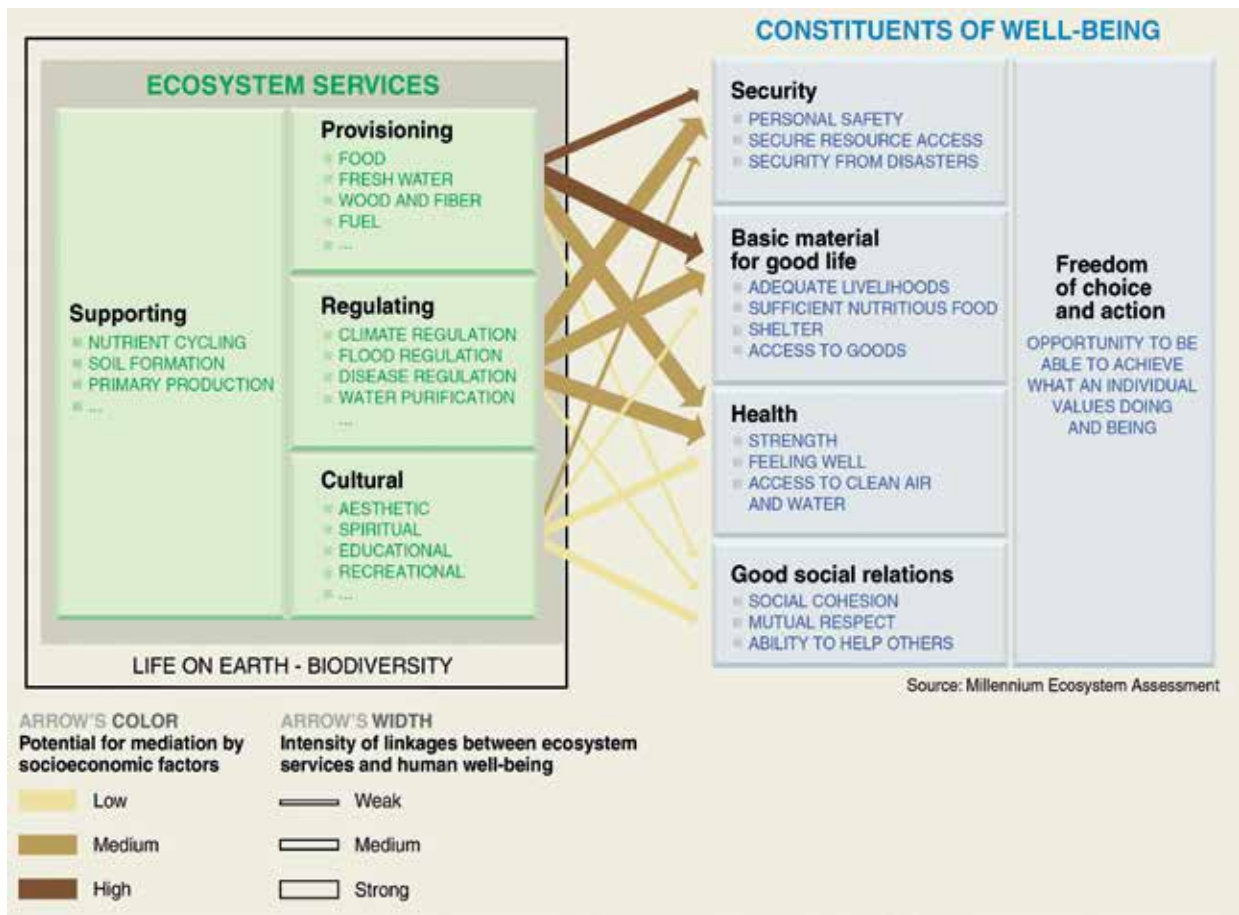 CONSTITUENTS OF WELL-BEING
ECOSYSTEM SERVICES
Supporting
NUTRIENT CYCLING
SOIL FORMATION
PRIMARY PRODUCTION
...
Provisioning
FOOD
FRESH WATER
WOOD AND FIBER
FUEL
...
Regulating
CLIMATE REGULATION
FLOOD REGULATION
DISEASE REGULATION
WATER PURIFICATION
...
Cultural
AESTHETIC
SPIRITUAL
EDUCATIONAL
RECREATIONAL
...
LIFE ON EARTH - BIODIVERSITY
Security
PERSONAL SAFETY
SECURE RESOURCE ACCESS
SECURITY FROM DISASTERS
Basic material
for good life
ADEQUATE LIVELIHOODS
SUFFICIENT NUTRITIOUS FOOD
SHELTER
ACCESS TO GOODS
Health
STRENGTH
FEELING WELL
ACCESS TO CLEAN AIR
AND WATER
Good social relations
SOCIAL COHESION
MUTUAL RESPECT
ABILITY TO HELP OTHERS
Freedom
of choice
and action
OPPORTUNITY TO BE
ABLE TO ACHIEVE
WHAT AN INDIVIDUAL
VALUES DOING
AND BEING
Source: Millennium Ecosystem Assessment
ARROW'S COLOR
Potential for mediation by
socioeconomic factors
Low
Medium
High
ARROW'S WIDTH
Intensity of linkages between ecosystem
services and human well-being
Weak
Medium
Strong